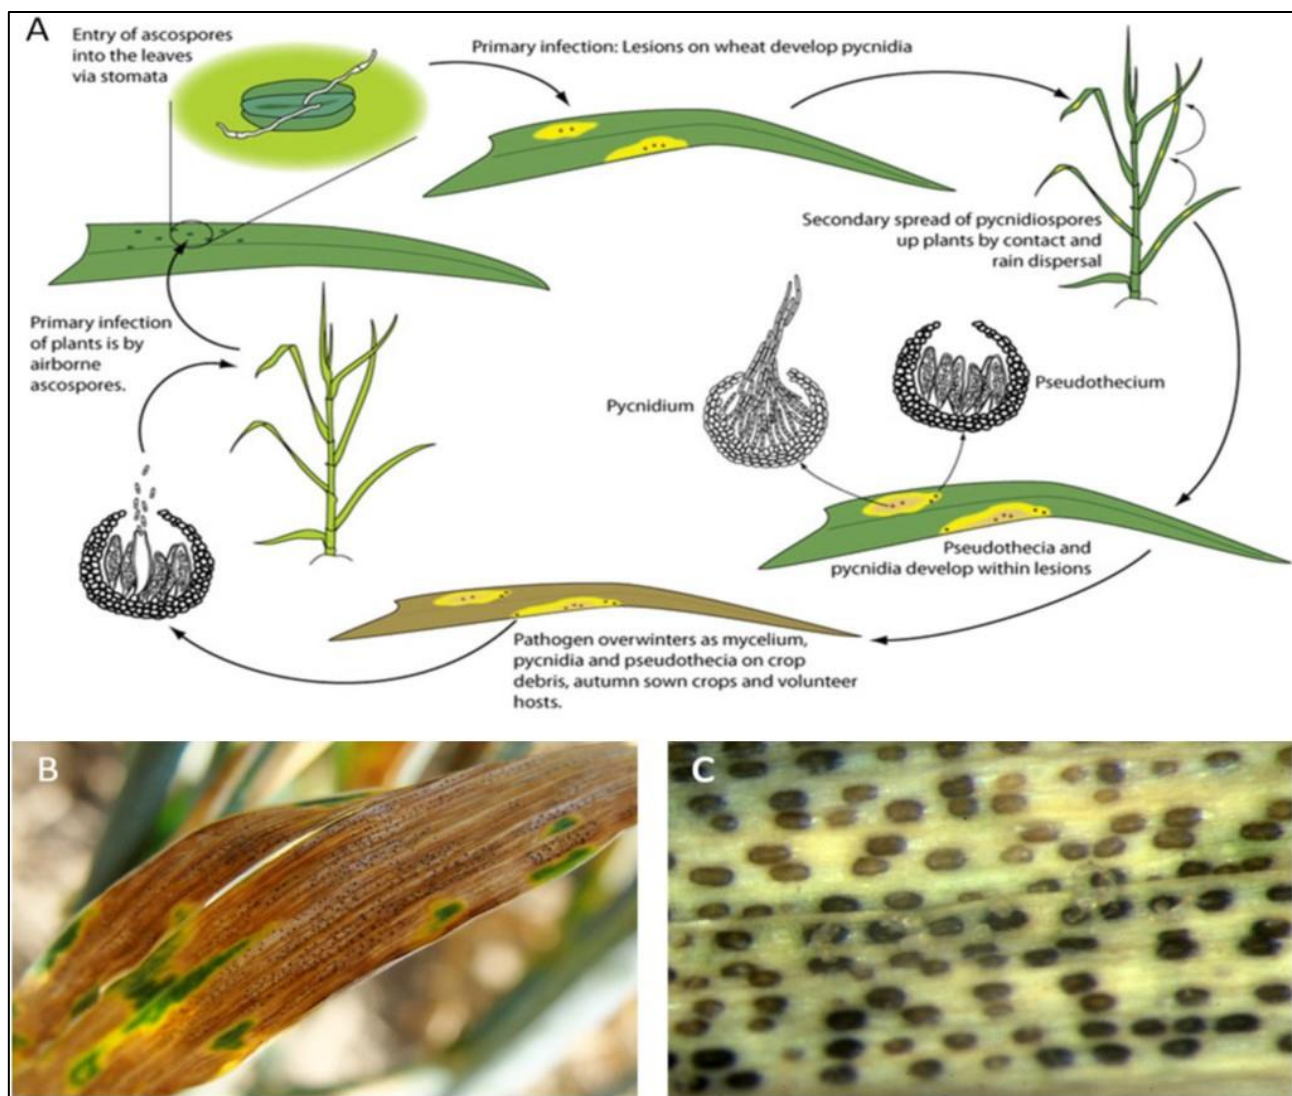 A
Entry of ascospores
into the leaves
via stomata
Primary infection: Lesions on wheat develop pycnidia
Secondary spread of pycnidiospores
up plants by contact and
rain dispersal
Primary infection
of plants is by
airborne
ascospores.
Pycnidium
Pseudothecium
Pseudothecia and
pycnidia develop within lesions
Pathogen overwinters as mycelium,
pycnidia and pseudothecia on crop
debris, autumn sown crops and volunteer
hosts.
B
C